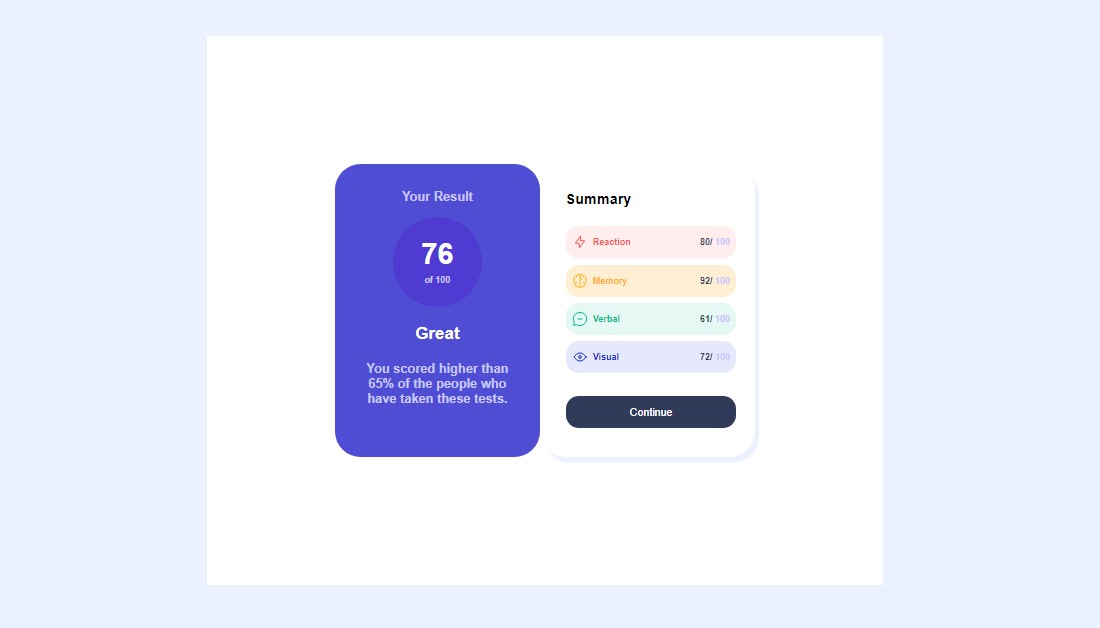 Your Result
76
of 100
Great
You scored higher than
65% of the people who
have taken these tests.
Summary
Reaction 80/ 100
Memory 92/ 100
Verbal 61/ 100
Visual 72/ 100
Continue